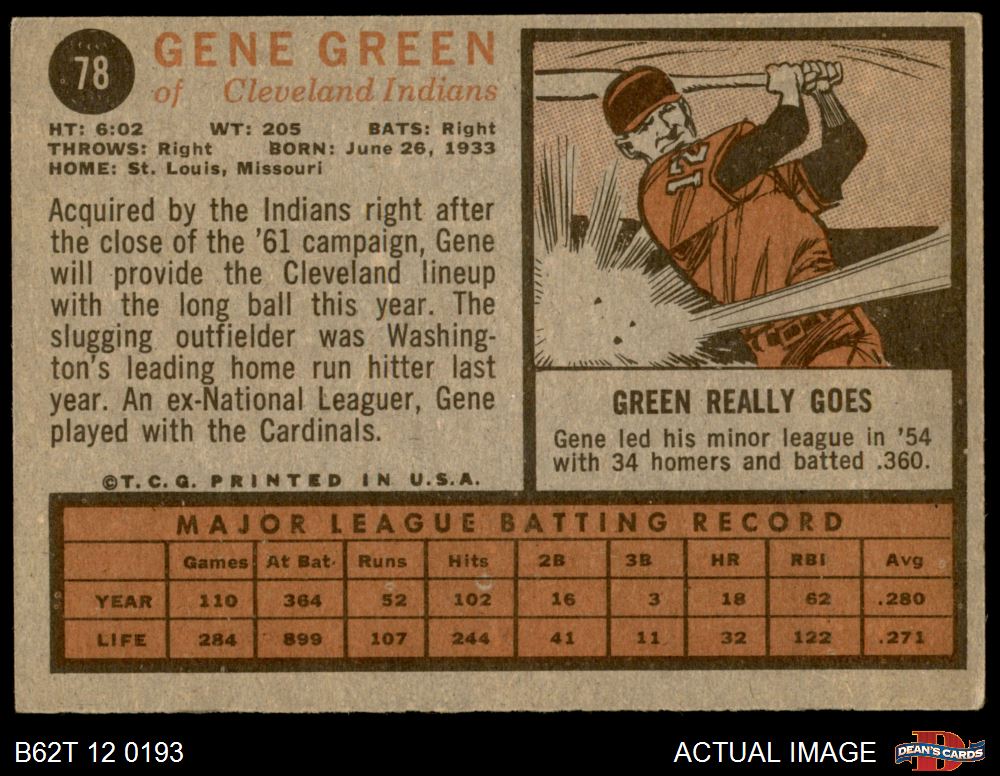 78
GENE GREEN
of Cleveland Indians
HT: 6:02 WT: 205 BATS: Right
THROWS: Right BORN: June 26, 1933
HOME: St. Louis, Missouri
Acquired by the Indians right after
the close of the '61 campaign, Gene
will provide the Cleveland lineup
with the long ball this year. The
slugging outfielder was Washing-
ton's leading home run hitter last
year. An ex-National Leaguer, Gene
played with the Cardinals.
©T.C.G. PRINTED IN U.S.A.
12
GREEN REALLY GOES
Gene led his minor league in '54
with 34 homers and batted .360.
MAJOR LEAGUE BATTING RECORD
Games At Bat. Runs Hits 2B 3B HR RBI Avg
YEAR 110 364 52 102 16 3 18 62 .280
LIFE 284 899 107 244 41 11 32 122 .271
B62T 12 0193
ACTUAL IMAGE
D
DEAN'S CARDS